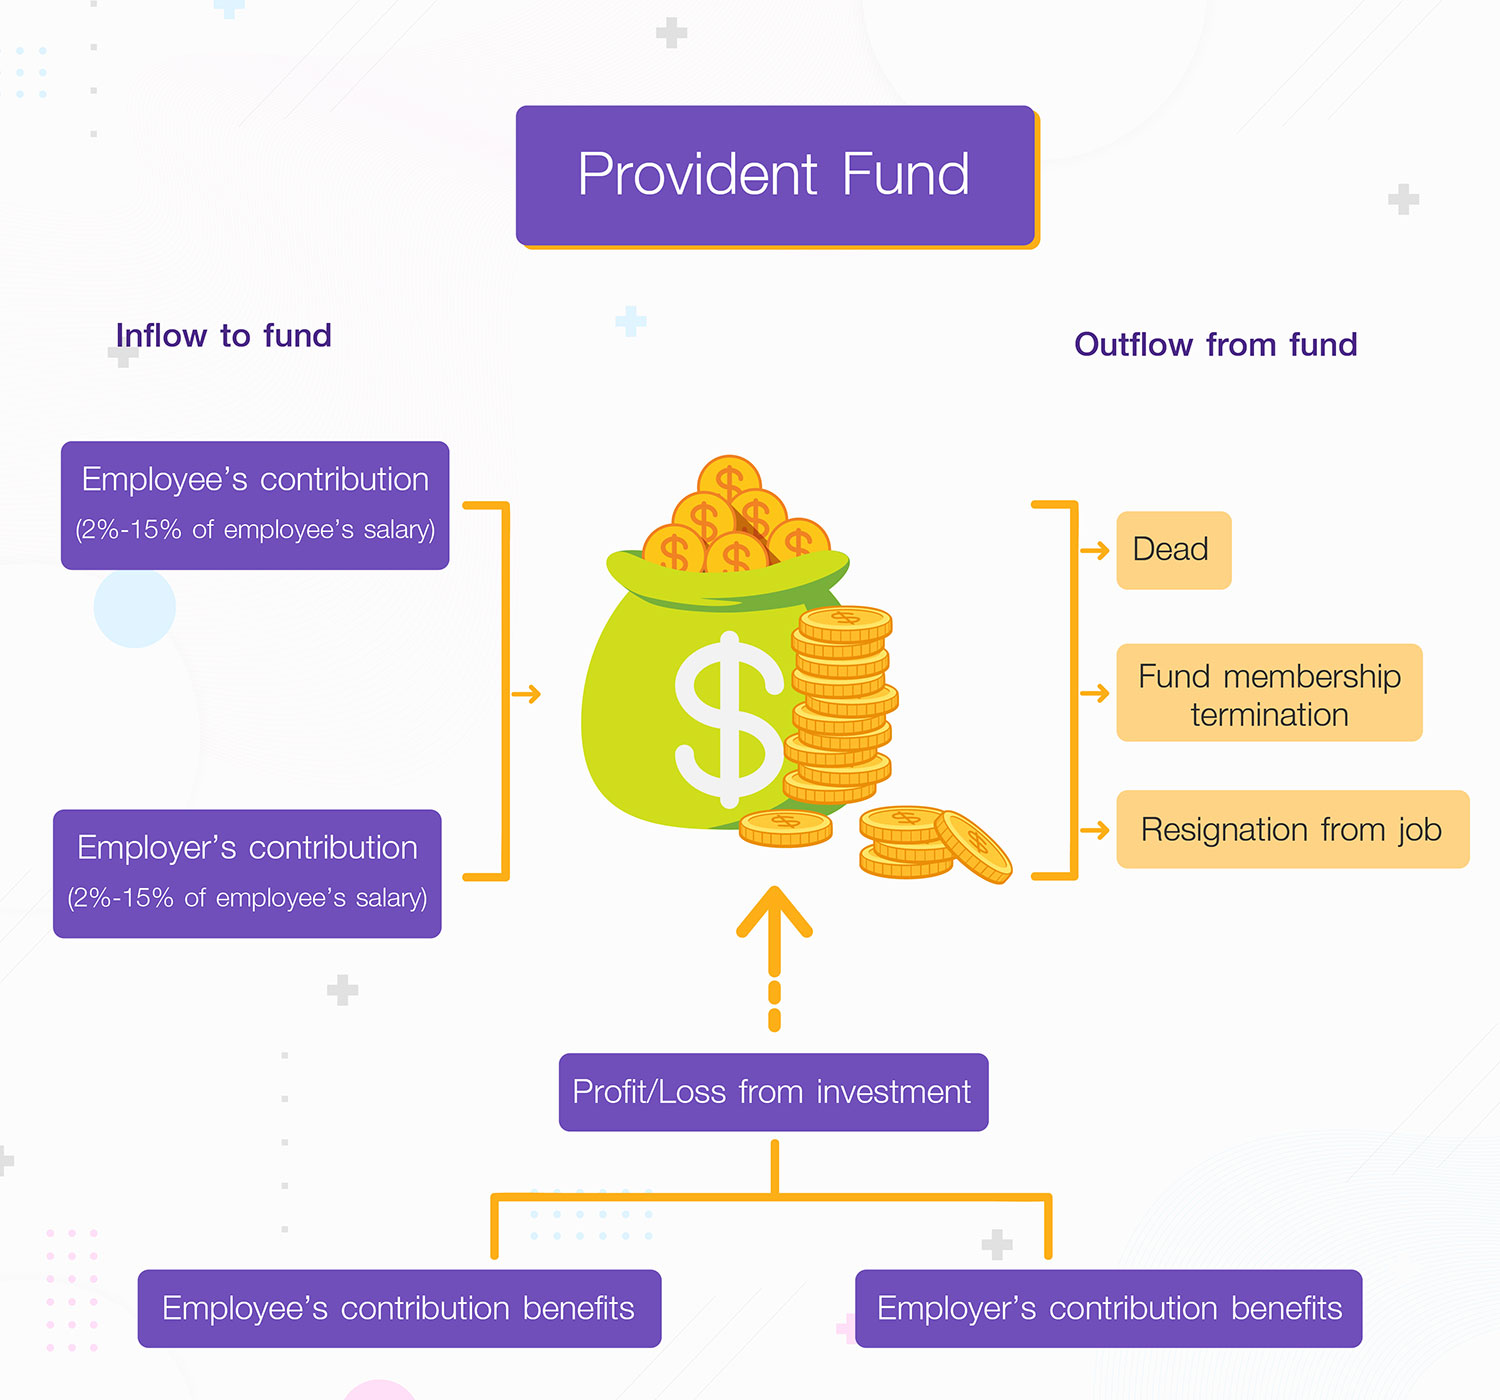 Provident Fund
Inflow to fund
Outflow from fund
Employee's contribution
(2%-15% of employee's salary)
Employer's contribution
(2%-15% of employee's salary)
$ $ $ $ $ $
$
$
$ $ $
Dead
Fund membership
termination
Resignation from job
Profit/Loss from investment
Employee's contribution benefits
Employer's contribution benefits